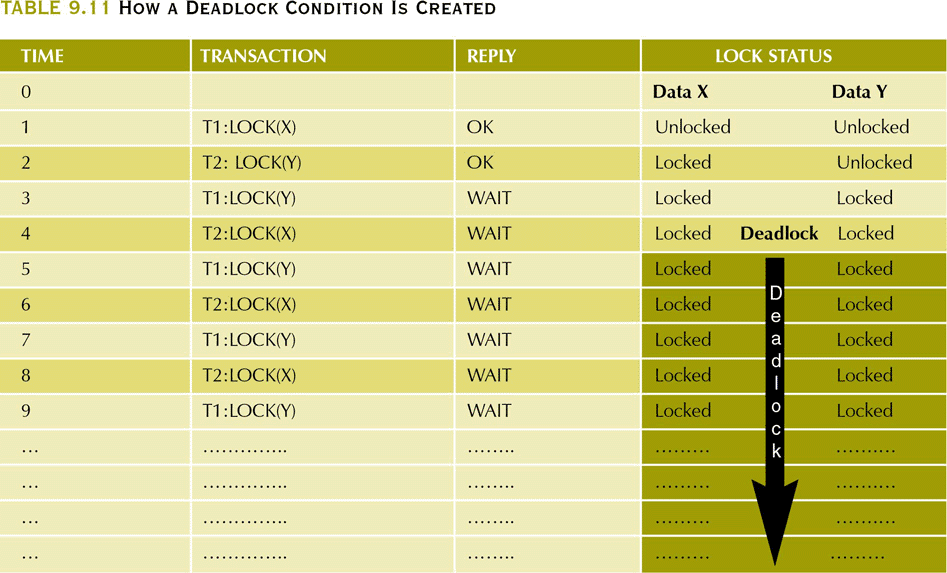 TABLE 9.11 HOW A DEADLOCK CONDITION IS CREATED
TIME TRANSACTION REPLY LOCK STATUS
0 Data X Data Y
1 T1:LOCK(X) OK Unlocked Unlocked
2 T2: LOCK(Y) OK Locked Unlocked
3 T1:LOCK(Y) WAIT Locked Locked
4 T2:LOCK(X) WAIT Locked Deadlock Locked
5 T1:LOCK(Y) WAIT Locked Locked
6 T2:LOCK(X) WAIT Locked Locked
7 T1:LOCK(Y) WAIT Locked Locked
8 T2:LOCK(X) WAIT Locked Locked
9 T1:LOCK(Y) WAIT Locked Locked
... .............. ........ ......... ..........
... .............. ........ ......... ..........
... .............. ........ ......... ..........
... .............. ........ ......... .........
Deadlock